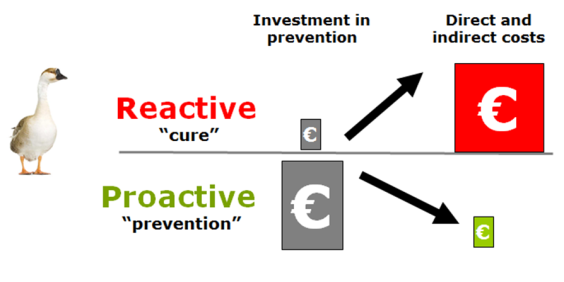 Investment in
prevention
Direct and
indirect costs
Reactive
“cure”
€
€
Proactive
“prevention”
€
€